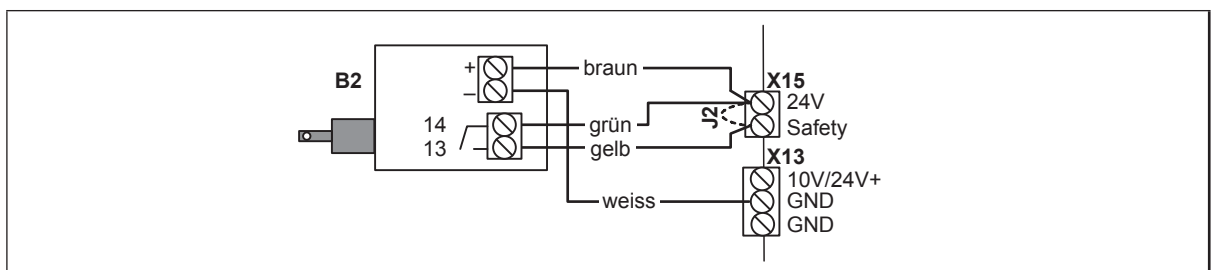 B2
+
–
14
13
braun
grün
gelb
weiss
J2
X15
24V
Safety
X13
10V/24V+
GND
GND